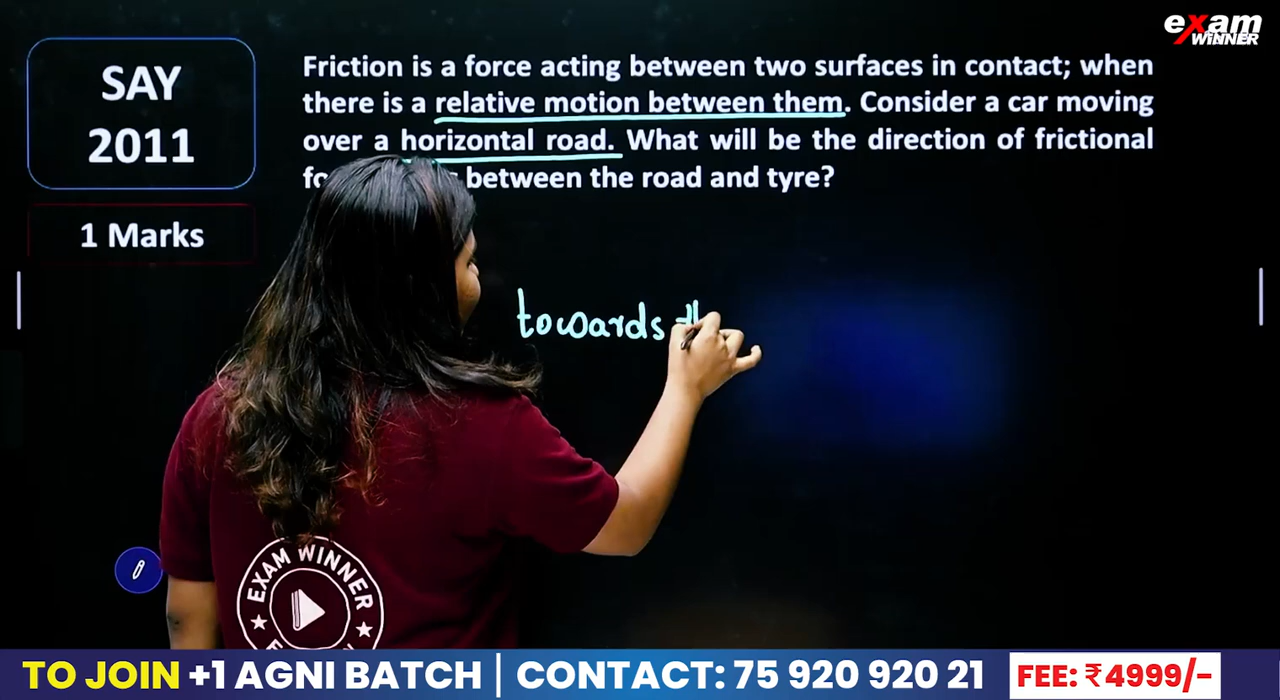 exam
WINNER
SAY
2011
1 Marks
Friction is a force acting between two surfaces in contact; when
there is a relative motion between them. Consider a car moving
over a horizontal road. What will be the direction of frictional
between the road and tyre?
towards
EXAM WINNER
TO JOIN +1 AGNI BATCH | CONTACT: 75 920 920 21
FEE: ₹4999/-